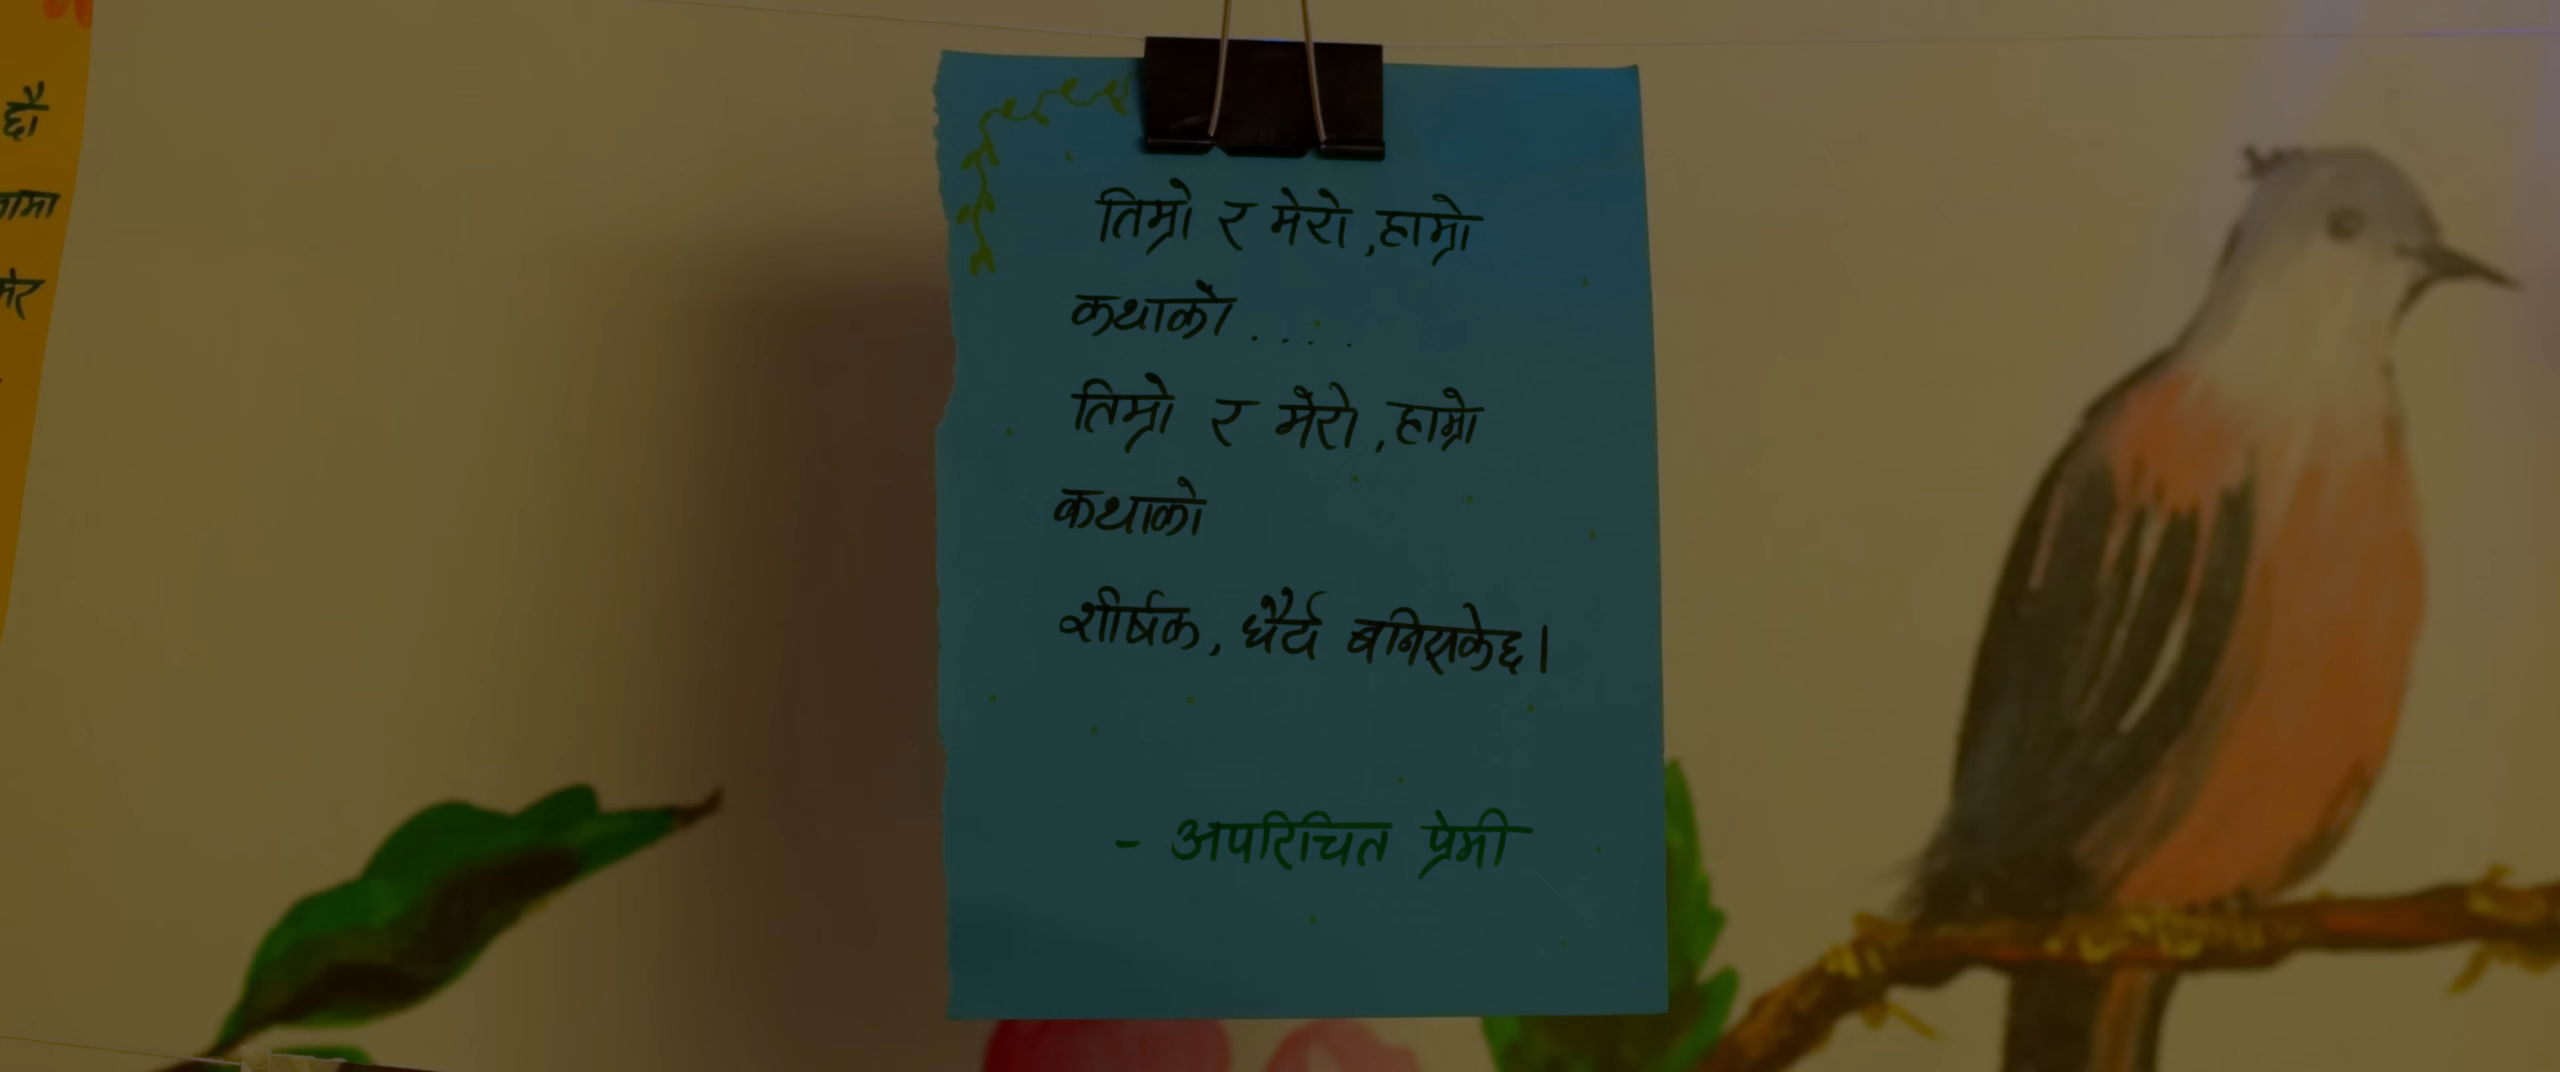 छौ
तिम्रो र मेरो ,हाम्रो
कथाको ....
तिम्रो र मेरो ,हाम्रो
कथाको
शीर्षक, धैर्य बनिसकेछ।
- अपरिचित प्रेमी